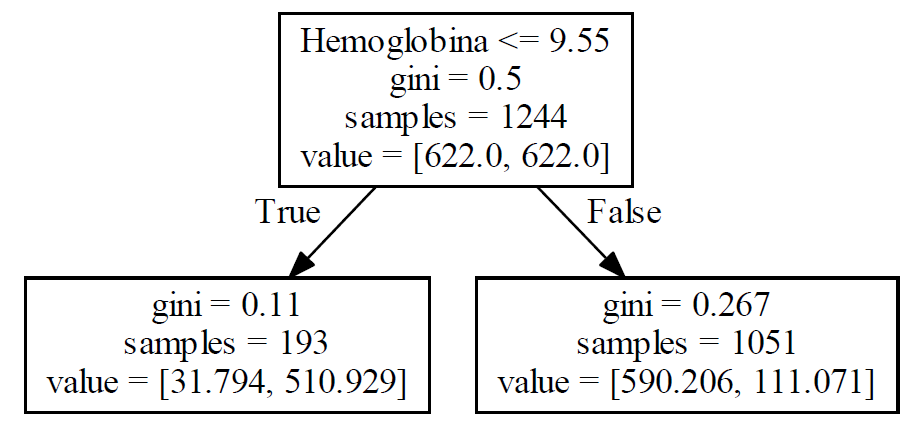 Hemoglobina <= 9.55
gini = 0.5
samples = 1244
value = [622.0, 622.0]
True
False
gini = 0.11
samples = 193
value = [31.794, 510.929]
gini = 0.267
samples = 1051
value = [590.206, 111.071]